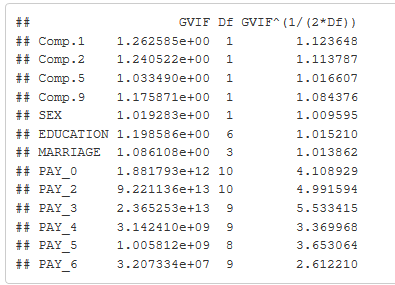 ## GVIF Df GVIF^(1/(2*Df))
## Comp.1 1.262585e+00 1 1.123648
## Comp.2 1.240522e+00 1 1.113787
## Comp.5 1.033490e+00 1 1.016607
## Comp.9 1.175871e+00 1 1.084376
## SEX 1.019283e+00 1 1.009595
## EDUCATION 1.198586e+00 6 1.015210
## MARRIAGE 1.086108e+00 3 1.013862
## PAY_0 1.881793e+12 10 4.108929
## PAY_2 9.221136e+13 10 4.991594
## PAY_3 2.365253e+13 9 5.533415
## PAY_4 3.142410e+09 9 3.369968
## PAY_5 1.005812e+09 8 3.653064
## PAY_6 3.207334e+07 9 2.612210